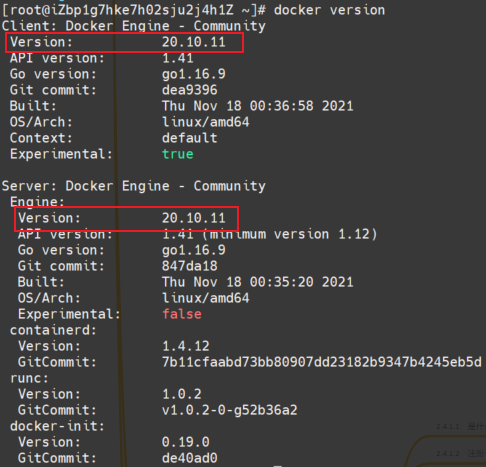 [root@iZbp1g7hke7h02sju2j4h1Z ~]# docker version
Client: Docker Engine - Community
Version: 20.10.11
API version: 1.41
Go version: go1.16.9
Git commit: dea9396
Built: Thu Nov 18 00:36:58 2021
OS/Arch: linux/amd64
Context: default
Experimental: true
Server: Docker Engine - Community
Engine:
Version: 20.10.11
API version: 1.41 (minimum version 1.12)
Go version: go1.16.9
Git commit: 847da18
Built: Thu Nov 18 00:35:20 2021
OS/Arch: linux/amd64
Experimental: false
containerd:
Version: 1.4.12
GitCommit: 7b11cfaabd73bb80907dd23182b9347b4245eb5d
runc:
Version: 1.0.2
GitCommit: v1.0.2-0-g52b36a2
docker-init:
Version: 0.19.0
GitCommit: de40ad0